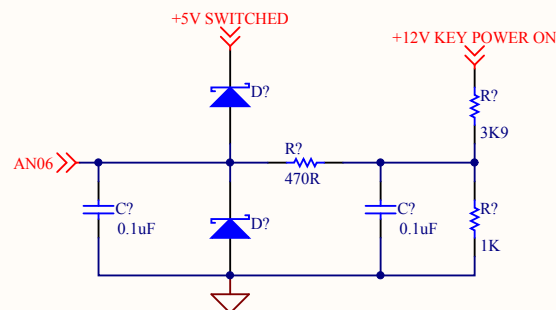 +5V SWITCHED
+12V KEY POWER ON
D?
R?
3K9
AN06
R?
470R
C?
0.1uF
D?
C?
0.1uF
R?
1K